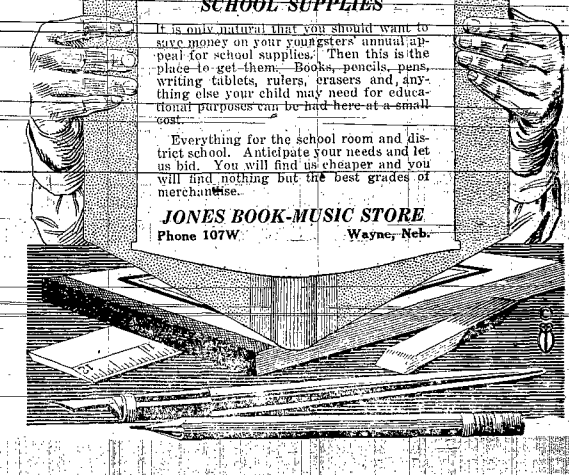 SCHOOL SUPPLIES
It is only natural that you should want to
save money on your youngsters' annual ap-
peal for school supplies. Then this is the
place to get them. Books, pencils, pens,
writing tablets, rulers, erasers and, any-
thing else your child may need for educa-
tional purposes can be had here at a small
cost.
Everything for the school room and dis-
trict school. Anticipate your needs and let
us bid. You will find us cheaper and you
will find nothing but the best grades of
merchandise.
JONES BOOK-MUSIC STORE
Phone 107W Wayne, Neb.
12